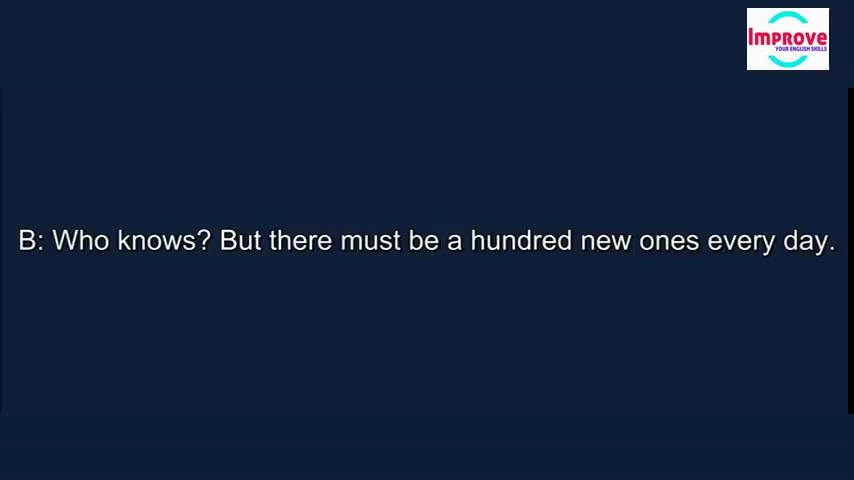 IMPROVE
YOUR ENGLISH SKILLS
B: Who knows? But there must be a hundred new ones every day.